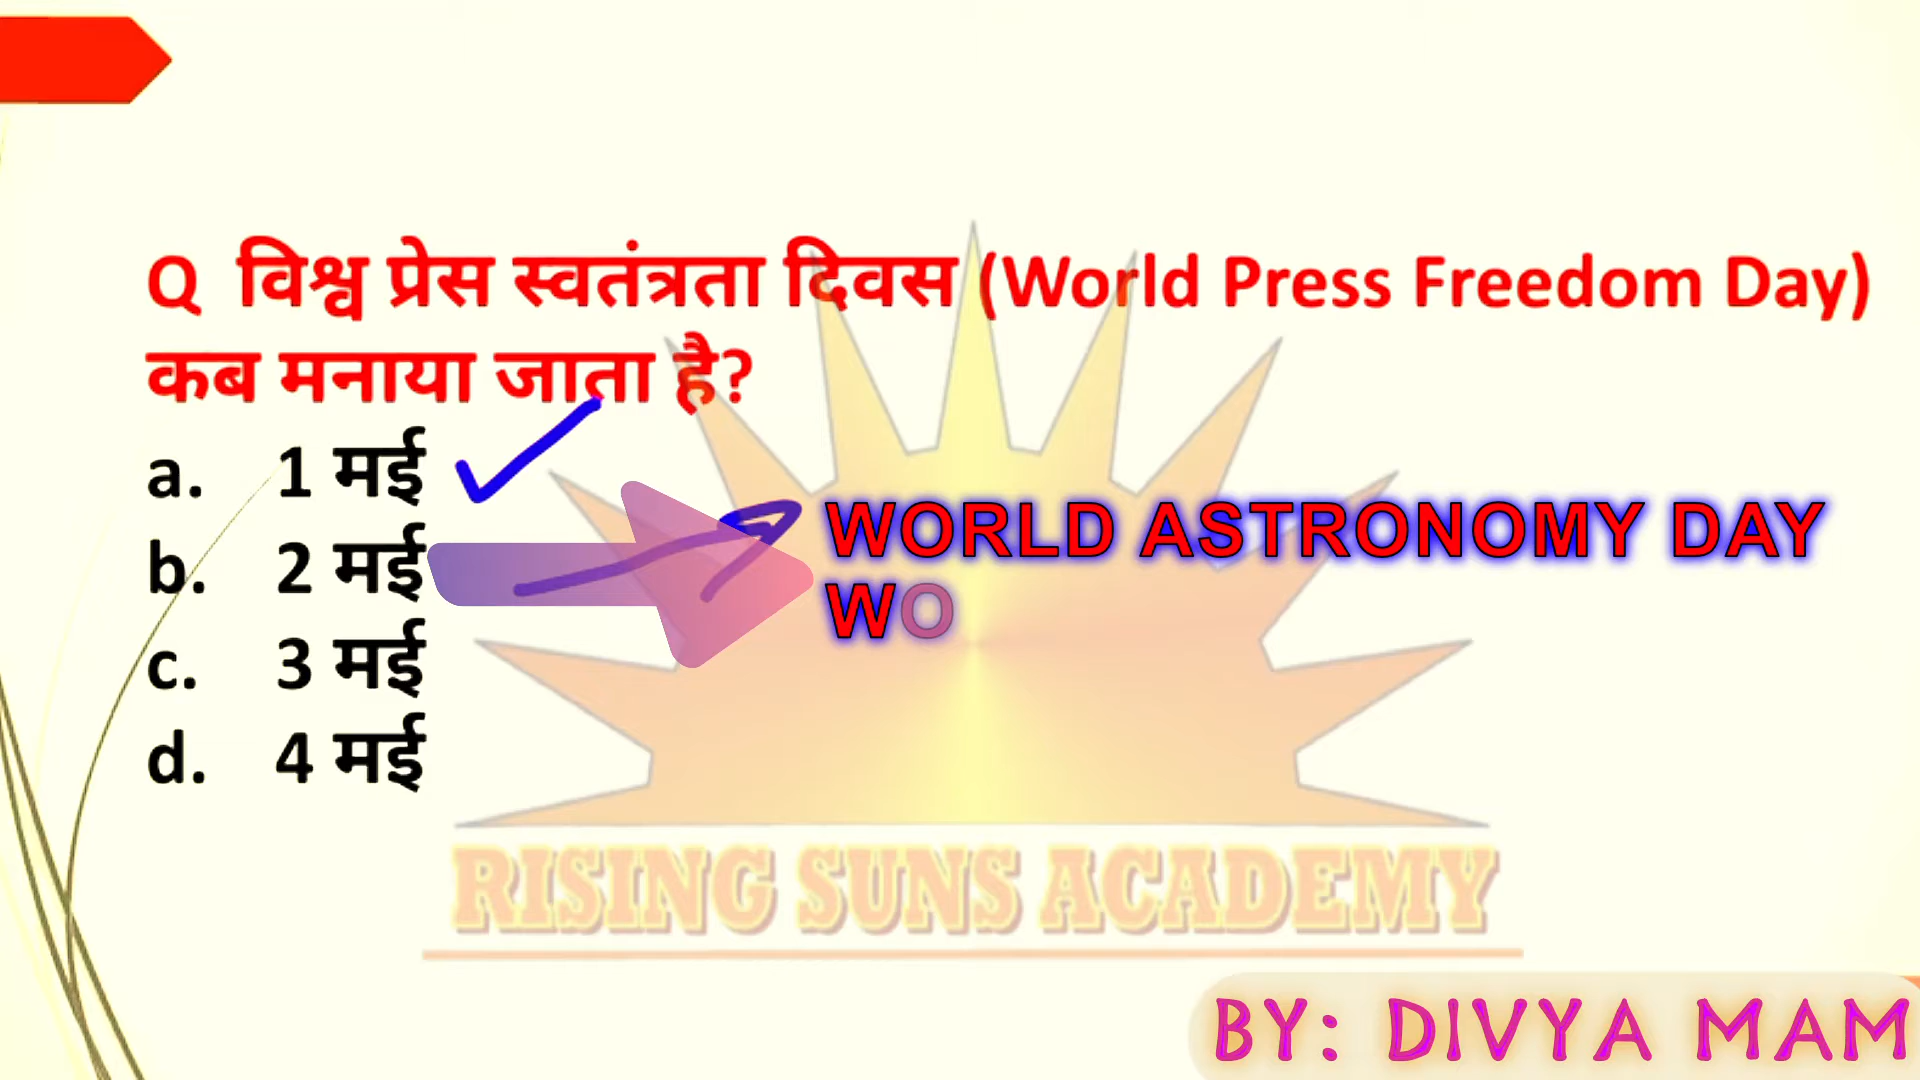 Q विश्व प्रेस स्वतंत्रता दिवस (World Press Freedom Day)
कब मनाया जाता है?
a. 1 मई
b. 2 मई
WORLD ASTRONOMY DAY
WO
c. 3 मई
d. 4 मई
RISING SUNS ACADEMY
BY: DIVYA MAM